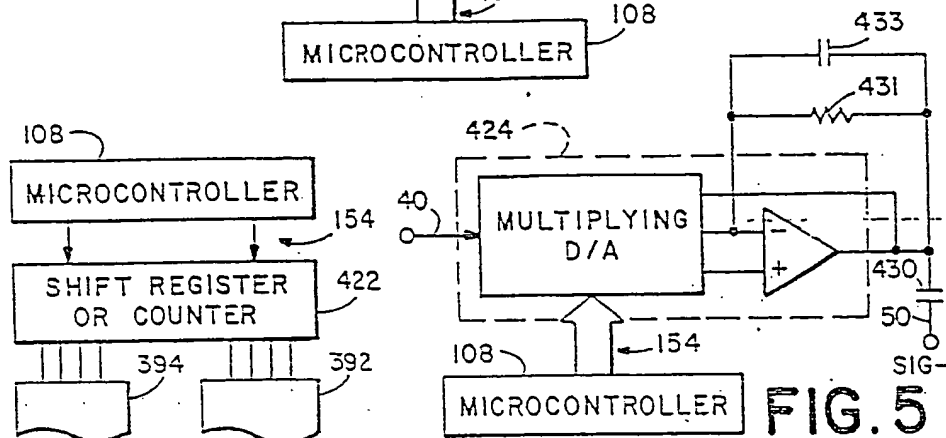 108
MICROCONTROLLER
433
431
108
424
MICROCONTROLLER
40
MULTIPLYING
D/A
-
+
154
SHIFT REGISTER
OR COUNTER
422
430
50
394
392
108
154
SIG-
MICROCONTROLLER
FIG. 5